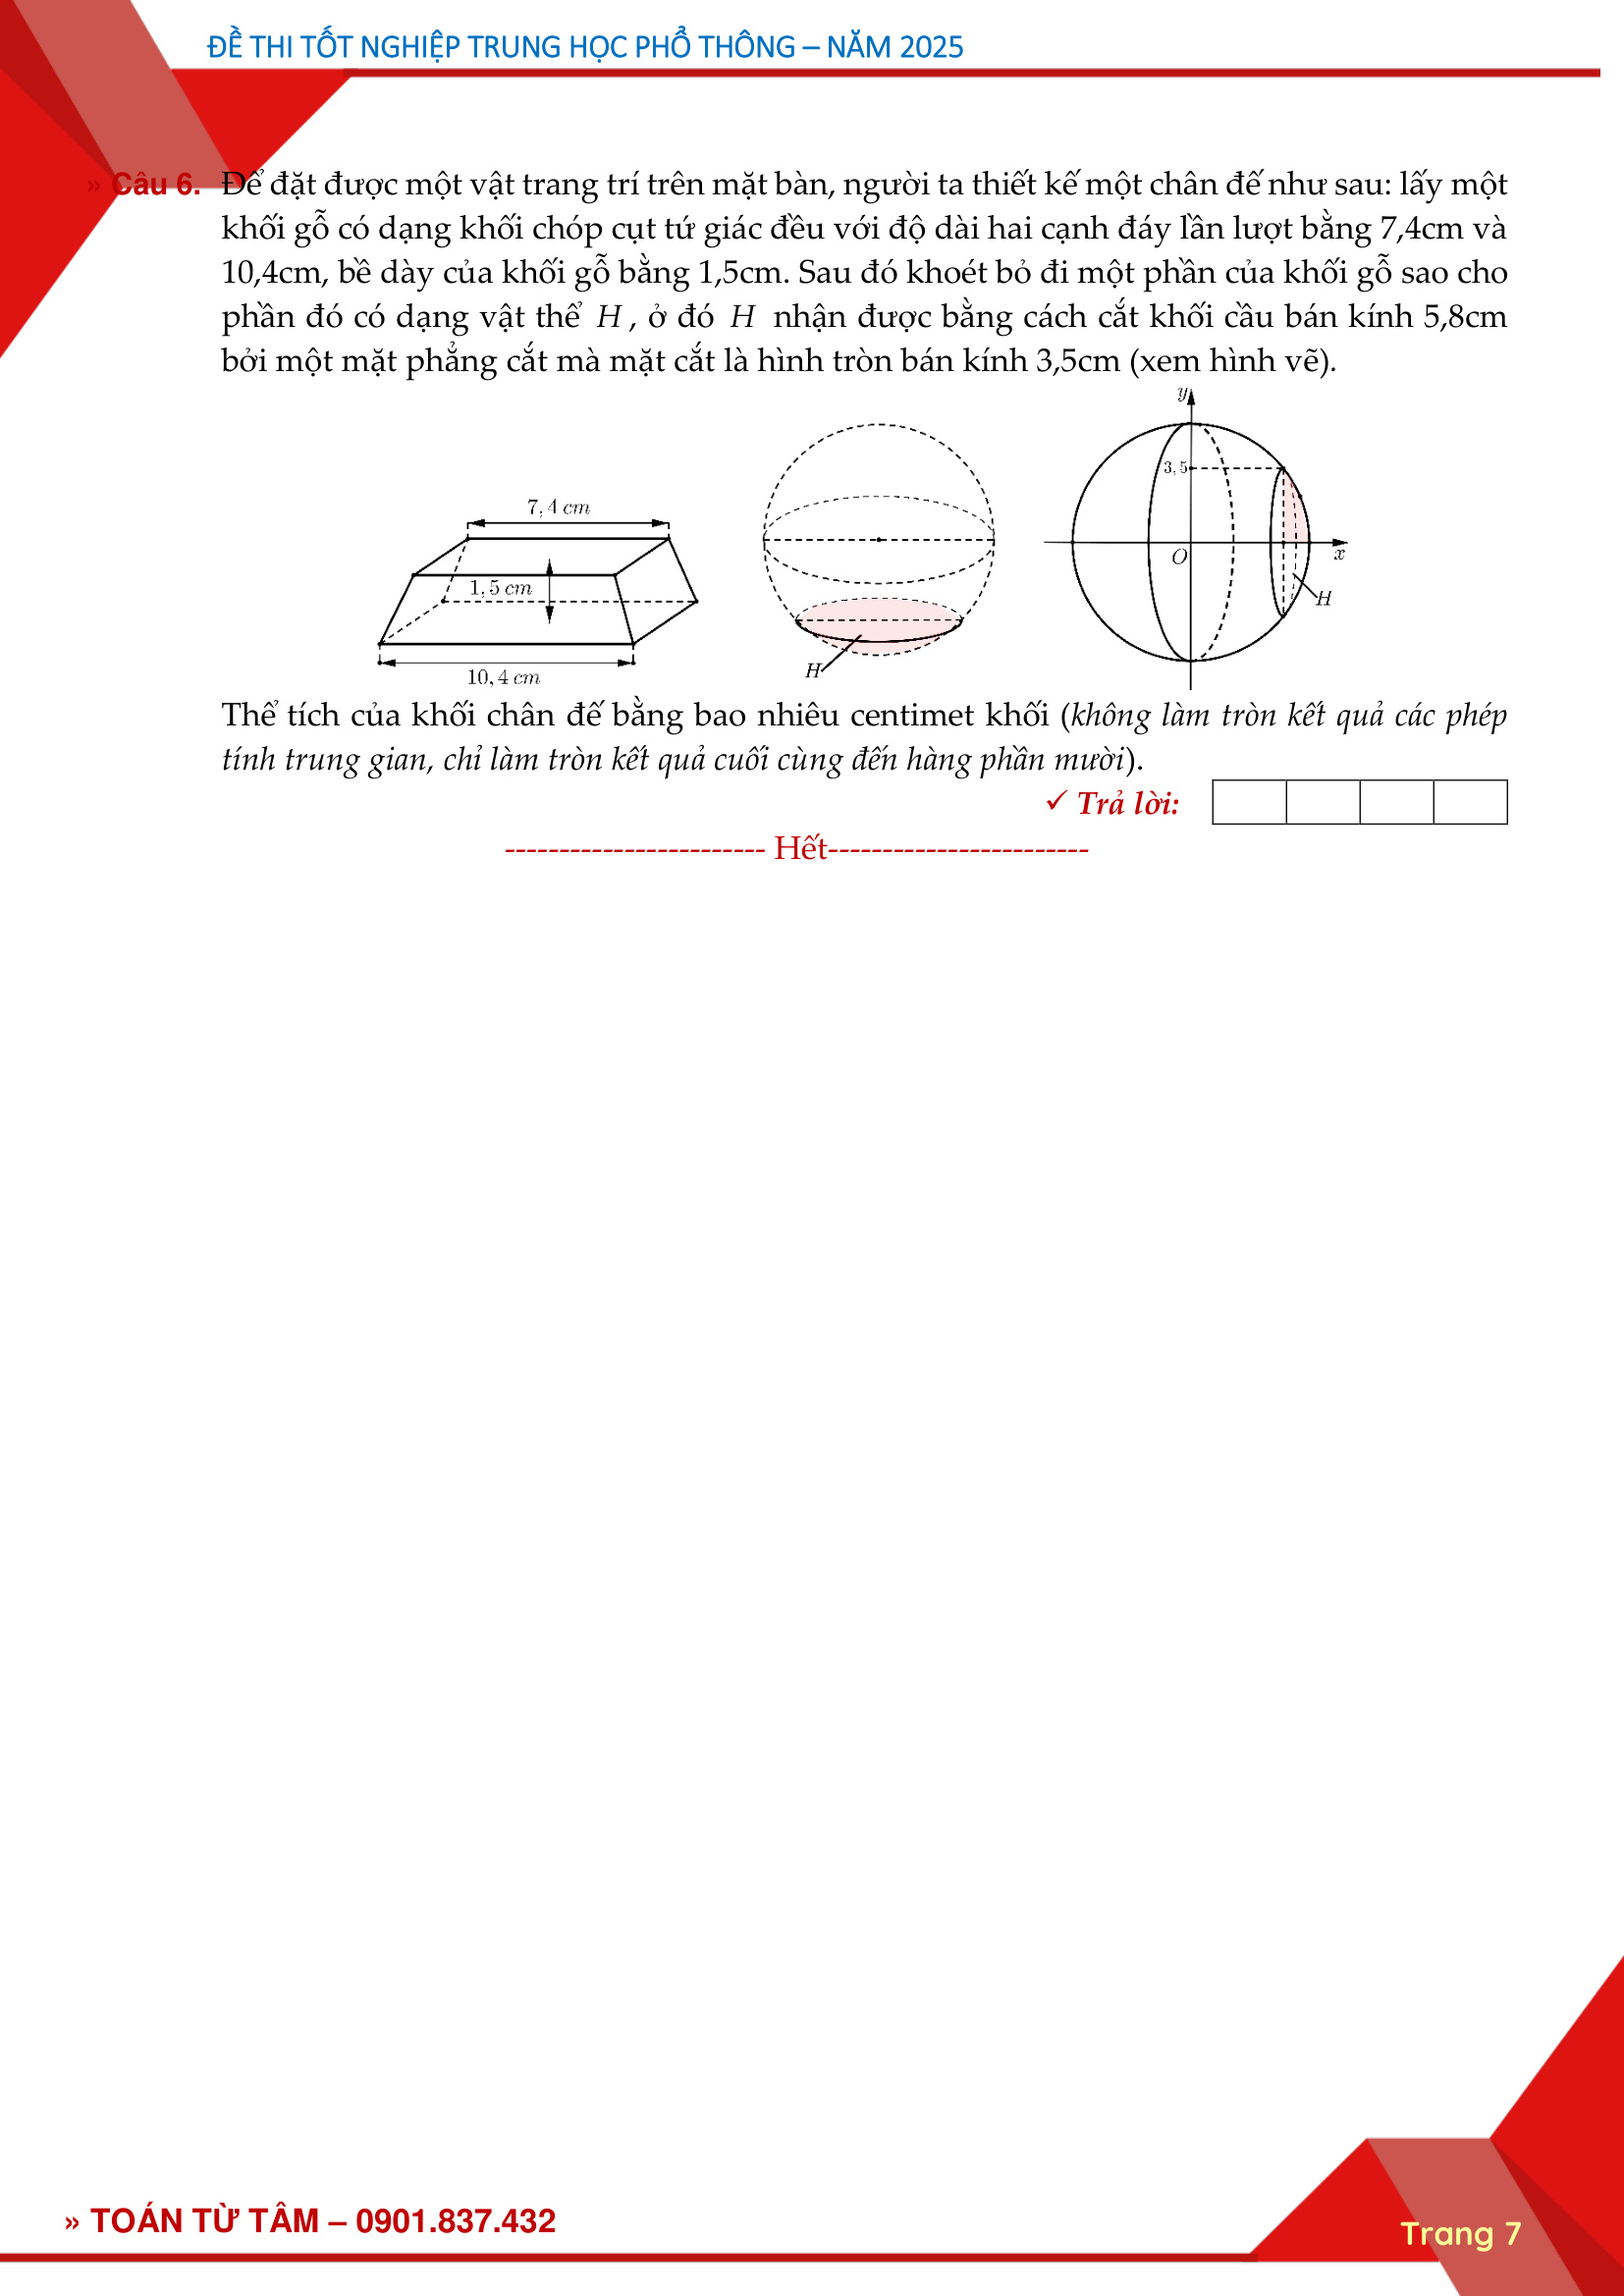 ĐỀ THI TỐT NGHIỆP TRUNG HỌC PHỔ THÔNG – NĂM 2025
» Câu 6. Để đặt được một vật trang trí trên mặt bàn, người ta thiết kế một chân đế như sau: lấy một
khối gỗ có dạng khối chóp cụt tứ giác đều với độ dài hai cạnh đáy lần lượt bằng 7,4cm và
10,4cm, bề dày của khối gỗ bằng 1,5cm. Sau đó khoét bỏ đi một phần của khối gỗ sao cho
phần đó có dạng vật thể H, ở đó H nhận được bằng cách cắt khối cầu bán kính 5,8cm
bởi một mặt phẳng cắt mà mặt cắt là hình tròn bán kính 3,5cm (xem hình vẽ).
7,4 cm
1,5 cm
10,4 cm
H
y
3,5
O
x
H
Thể tích của khối chân đế bằng bao nhiêu centimet khối (không làm tròn kết quả các phép
tính trung gian, chỉ làm tròn kết quả cuối cùng đến hàng phần mười).
✓ Trả lời:
------------------------ Hết------------------------
» TOÁN TỪ TÂM – 0901.837.432
Trang 7